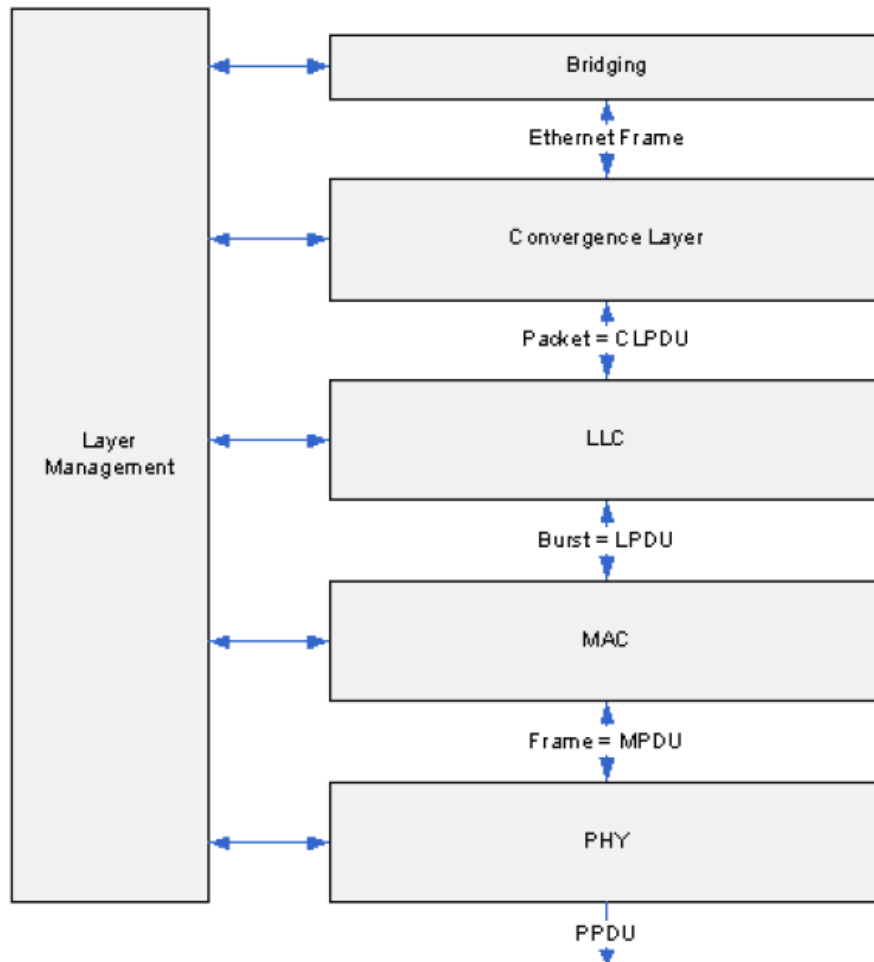 Bridging
Ethernet Frame
Convergence Layer
Packet = CLPDU
LLC
Layer
Management
Burst = LPDU
MAC
Frame = MPDU
PHY
PPDU